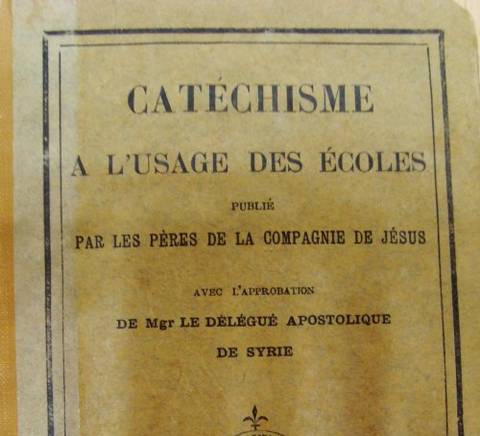 CATÉCHISME
A L'USAGE DES ÉCOLES
PUBLIÉ
PAR LES PÈRES DE LA COMPAGNIE DE JÉSUS
AVEC L'APPROBATION
DE Mgr LE DÉLÉGUÉ APOSTOLIQUE
DE SYRIE